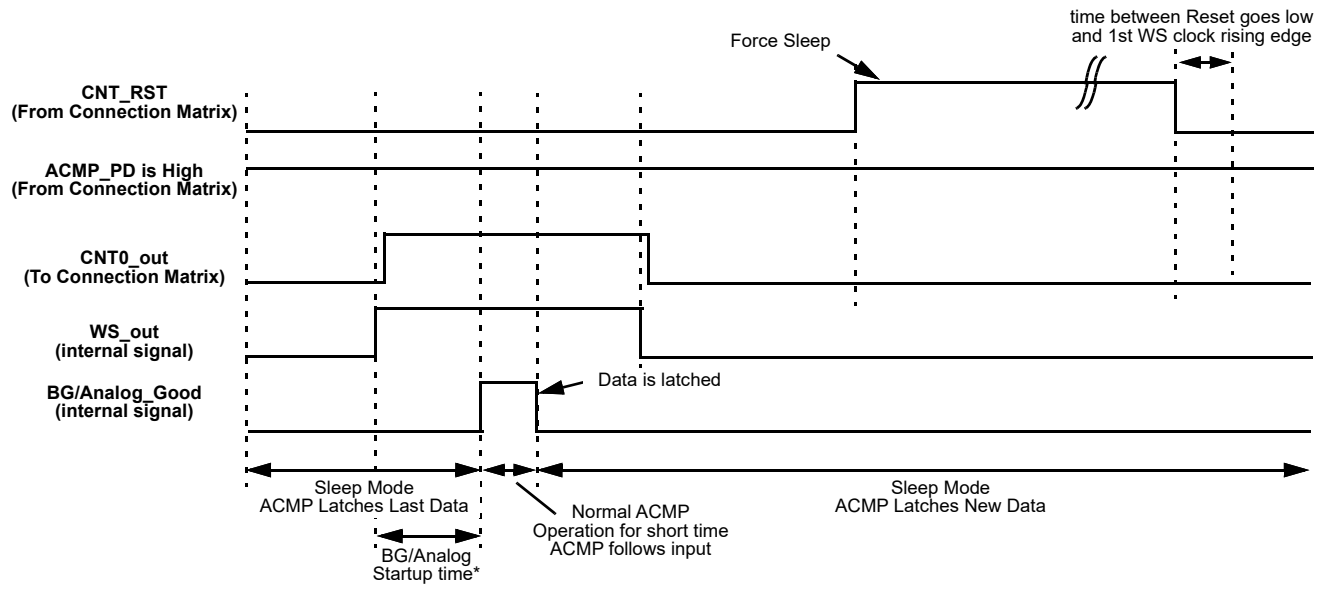 time between Reset goes low
and 1st WS clock rising edge
Force Sleep
CNT_RST
(From Connection Matrix)
ACMP_PD is High
(From Connection Matrix)
CNT0_out
(To Connection Matrix)
WS_out
(internal signal)
Data is latched
BG/Analog_Good
(internal signal)
Sleep Mode
ACMP Latches Last Data
Sleep Mode
ACMP Latches New Data
Normal ACMP
Operation for short time
ACMP follows input
BG/Analog
Startup time*